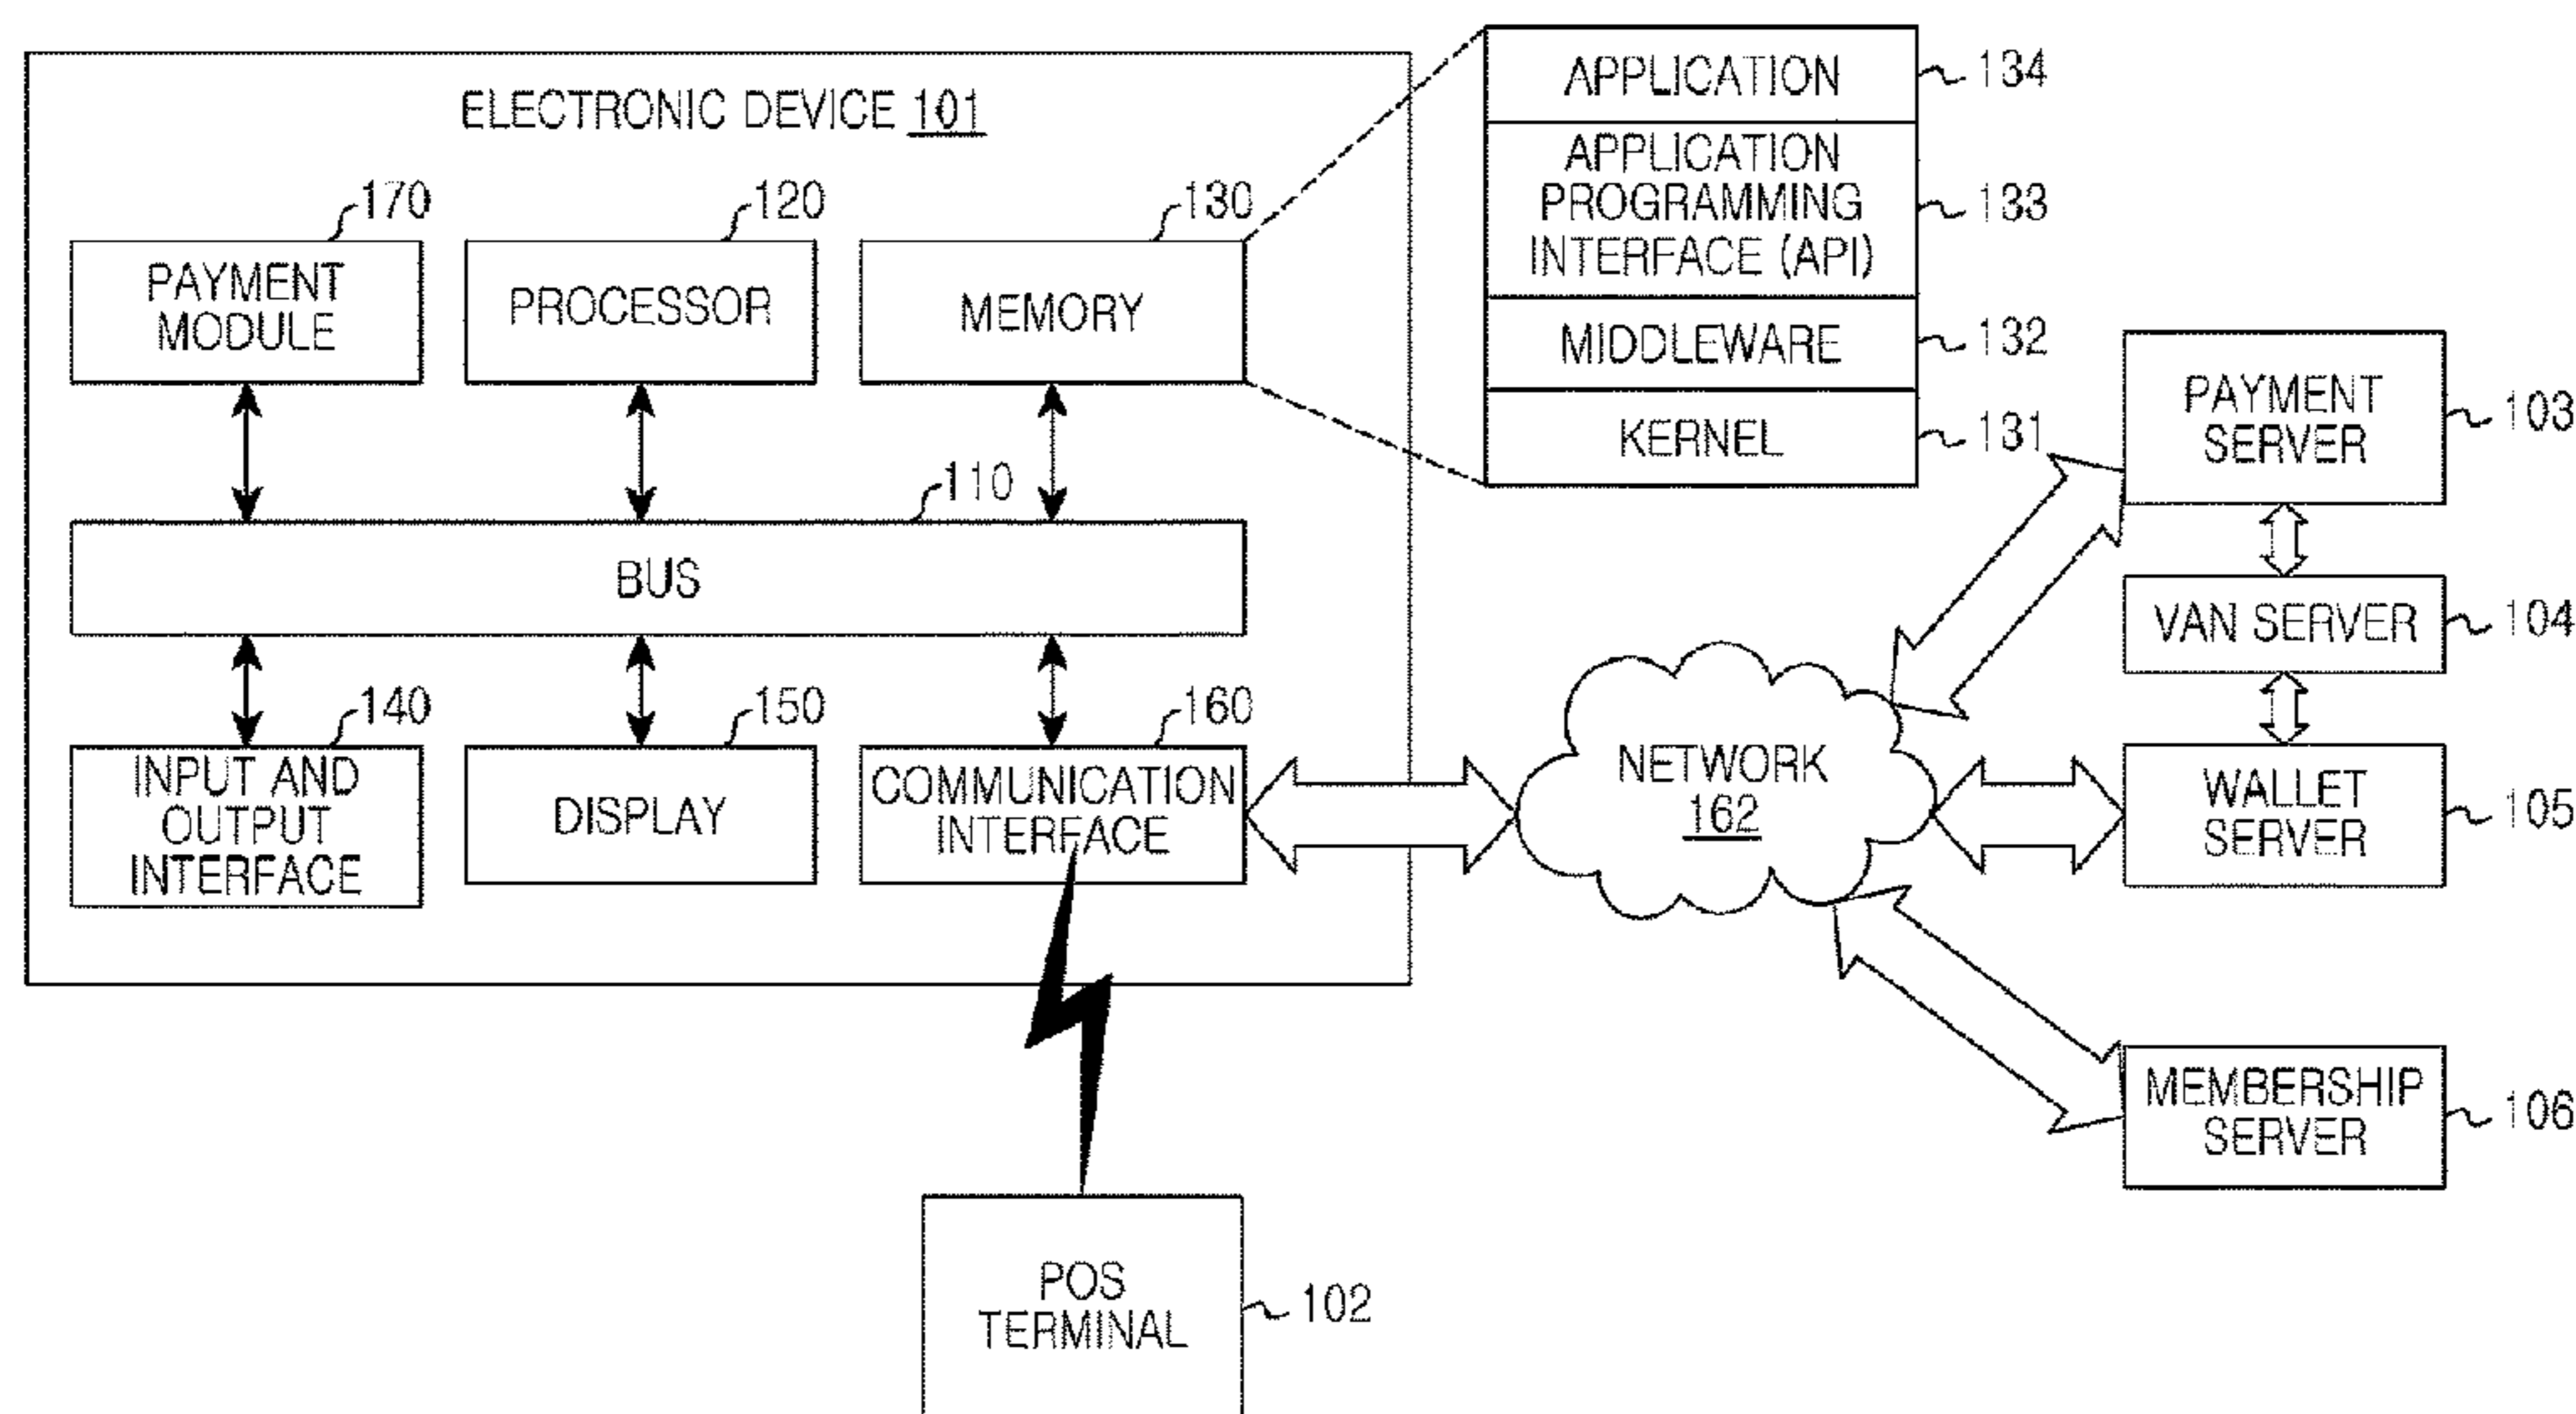 ELECTRONIC DEVICE 101
170
PAYMENT
MODULE
120
PROCESSOR
130
MEMORY
110
BUS
140
INPUT AND
OUTPUT
INTERFACE
150
DISPLAY
160
COMMUNICATION
INTERFACE
APPLICATION
134
APPLICATION
PROGRAMMING
INTERFACE (API)
133
MIDDLEWARE
132
KERNEL
131
NETWORK
162
PAYMENT
SERVER
103
VAN SERVER
104
WALLET
SERVER
105
MEMBERSHIP
SERVER
106
POS
TERMINAL
102